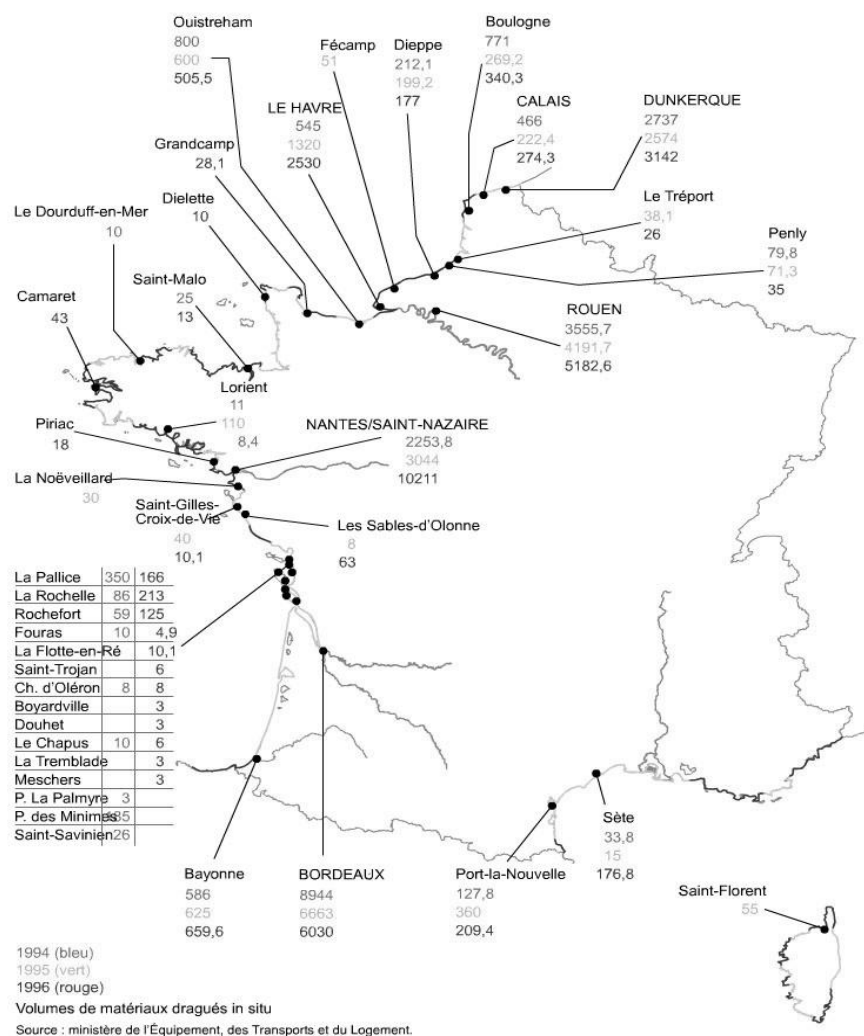 Ouistreham
800
600
505,5
Fécamp
51
Dieppe
212,1
199,2
177
Boulogne
771
269,2
340,3
LE HAVRE
545
1320
2530
CALAIS
466
222,4
274,3
DUNKERQUE
2737
2574
3142
Grandcamp
28,1
Dielette
10
Le Dourduff-en-Mer
10
Le Tréport
38,1
26
Penly
79,8
71,3
35
Saint-Malo
25
13
Camaret
43
ROUEN
3555,7
4191,7
5182,6
Lorient
11
110
8,4
Piriac
18
NANTES/SAINT-NAZAIRE
2253,8
3044
10211
La Noëveillard
30
Saint-Gilles-
Croix-de-Vie
40
10,1
Les Sables-d'Olonne
8
63
La Pallice 350 166
La Rochelle 86 213
Rochefort 59 125
Fouras 10 4,9
La Flotte-en-Ré 10,1
Saint-Trojan 6
Ch. d'Oléron 8 8
Boyardville 3
Douhet 3
Le Chapus 10 6
La Tremblade 3
Meschers 3
P. La Palmyre 3
P. des Minimes
Saint-Savinien 26
Bayonne
586
625
659,6
BORDEAUX
8944
6663
6030
Port-la-Nouvelle
127,8
360
209,4
Sète
33,8
15
176,8
Saint-Florent
55
1994 (bleu)
1995 (vert)
1996 (rouge)
Volumes de matériaux dragués in situ
Source : ministère de l'Équipement, des Transports et du Logement.